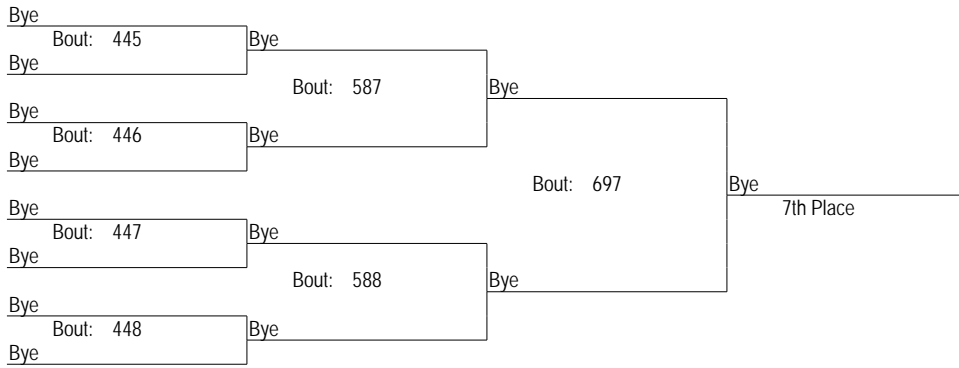 Bye
Bout: 445 Bye
Bye
Bout: 587 Bye
Bye
Bout: 446 Bye
Bye
Bout: 697 Bye
7th Place
Bye
Bout: 447 Bye
Bye
Bout: 588 Bye
Bye
Bout: 448 Bye
Bye